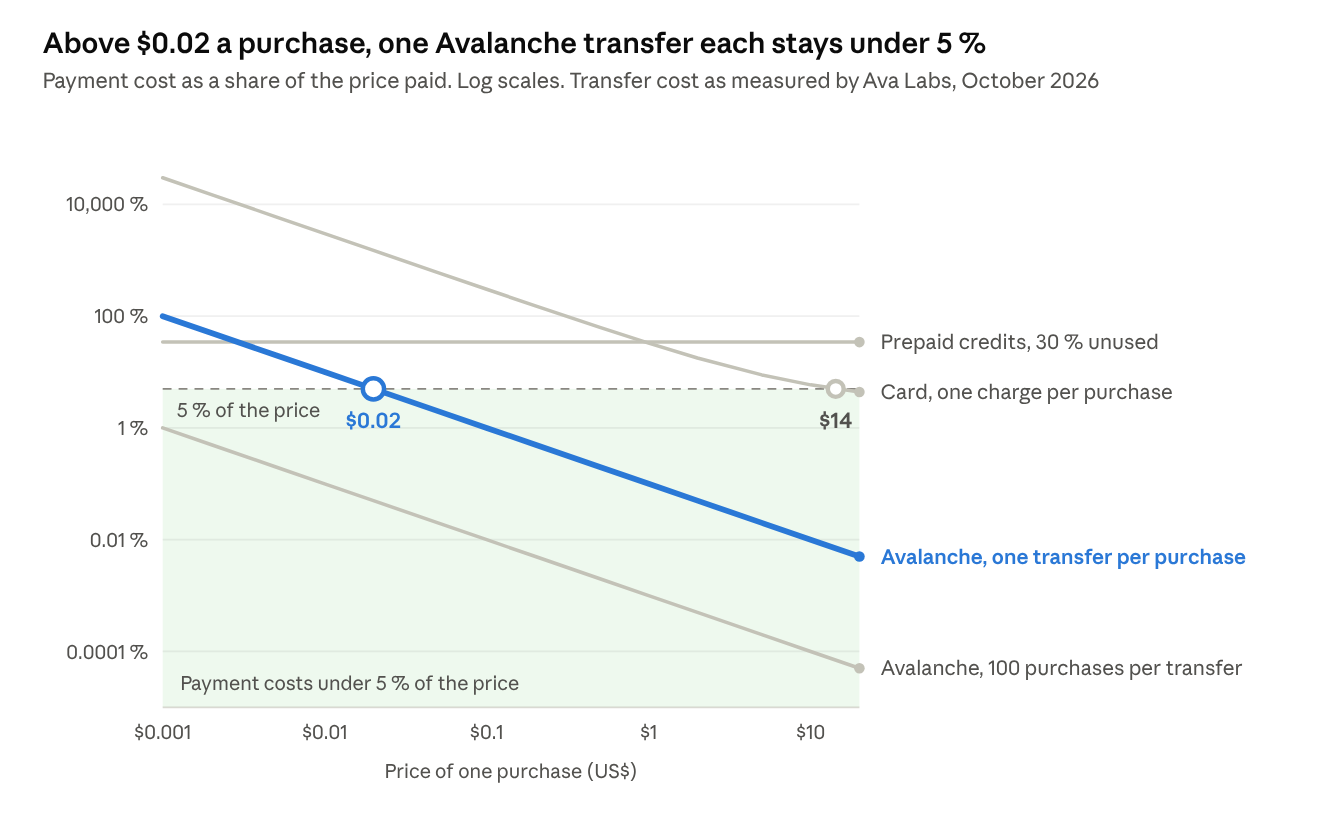 Above $0.02 a purchase, one Avalanche transfer each stays under 5 %
Payment cost as a share of the price paid. Log scales. Transfer cost as measured by Ava Labs, October 2026
10,000 %
100 %
Prepaid credits, 30 % unused
Card, one charge per purchase
5 % of the price
$0.02
$14
1 %
0.01 %
Avalanche, one transfer per purchase
0.0001 %
Avalanche, 100 purchases per transfer
Payment costs under 5 % of the price
$0.001
$0.01
$0.1
$1
$10
Price of one purchase (US$)